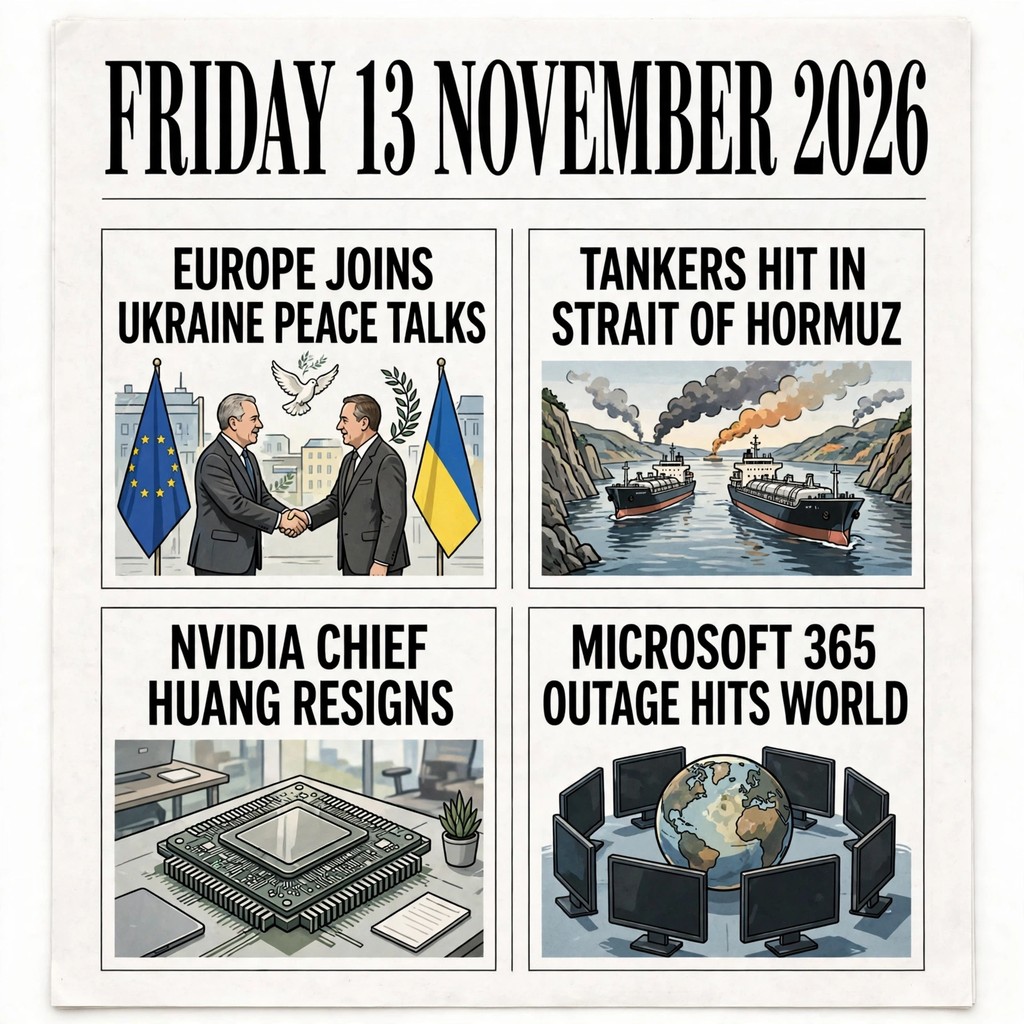 FRIDAY 13 NOVEMBER 2026
EUROPE JOINS
UKRAINE PEACE TALKS
TANKERS HIT IN
STRAIT OF HORMUZ
NVIDIA CHIEF
HUANG RESIGNS
MICROSOFT 365
OUTAGE HITS WORLD